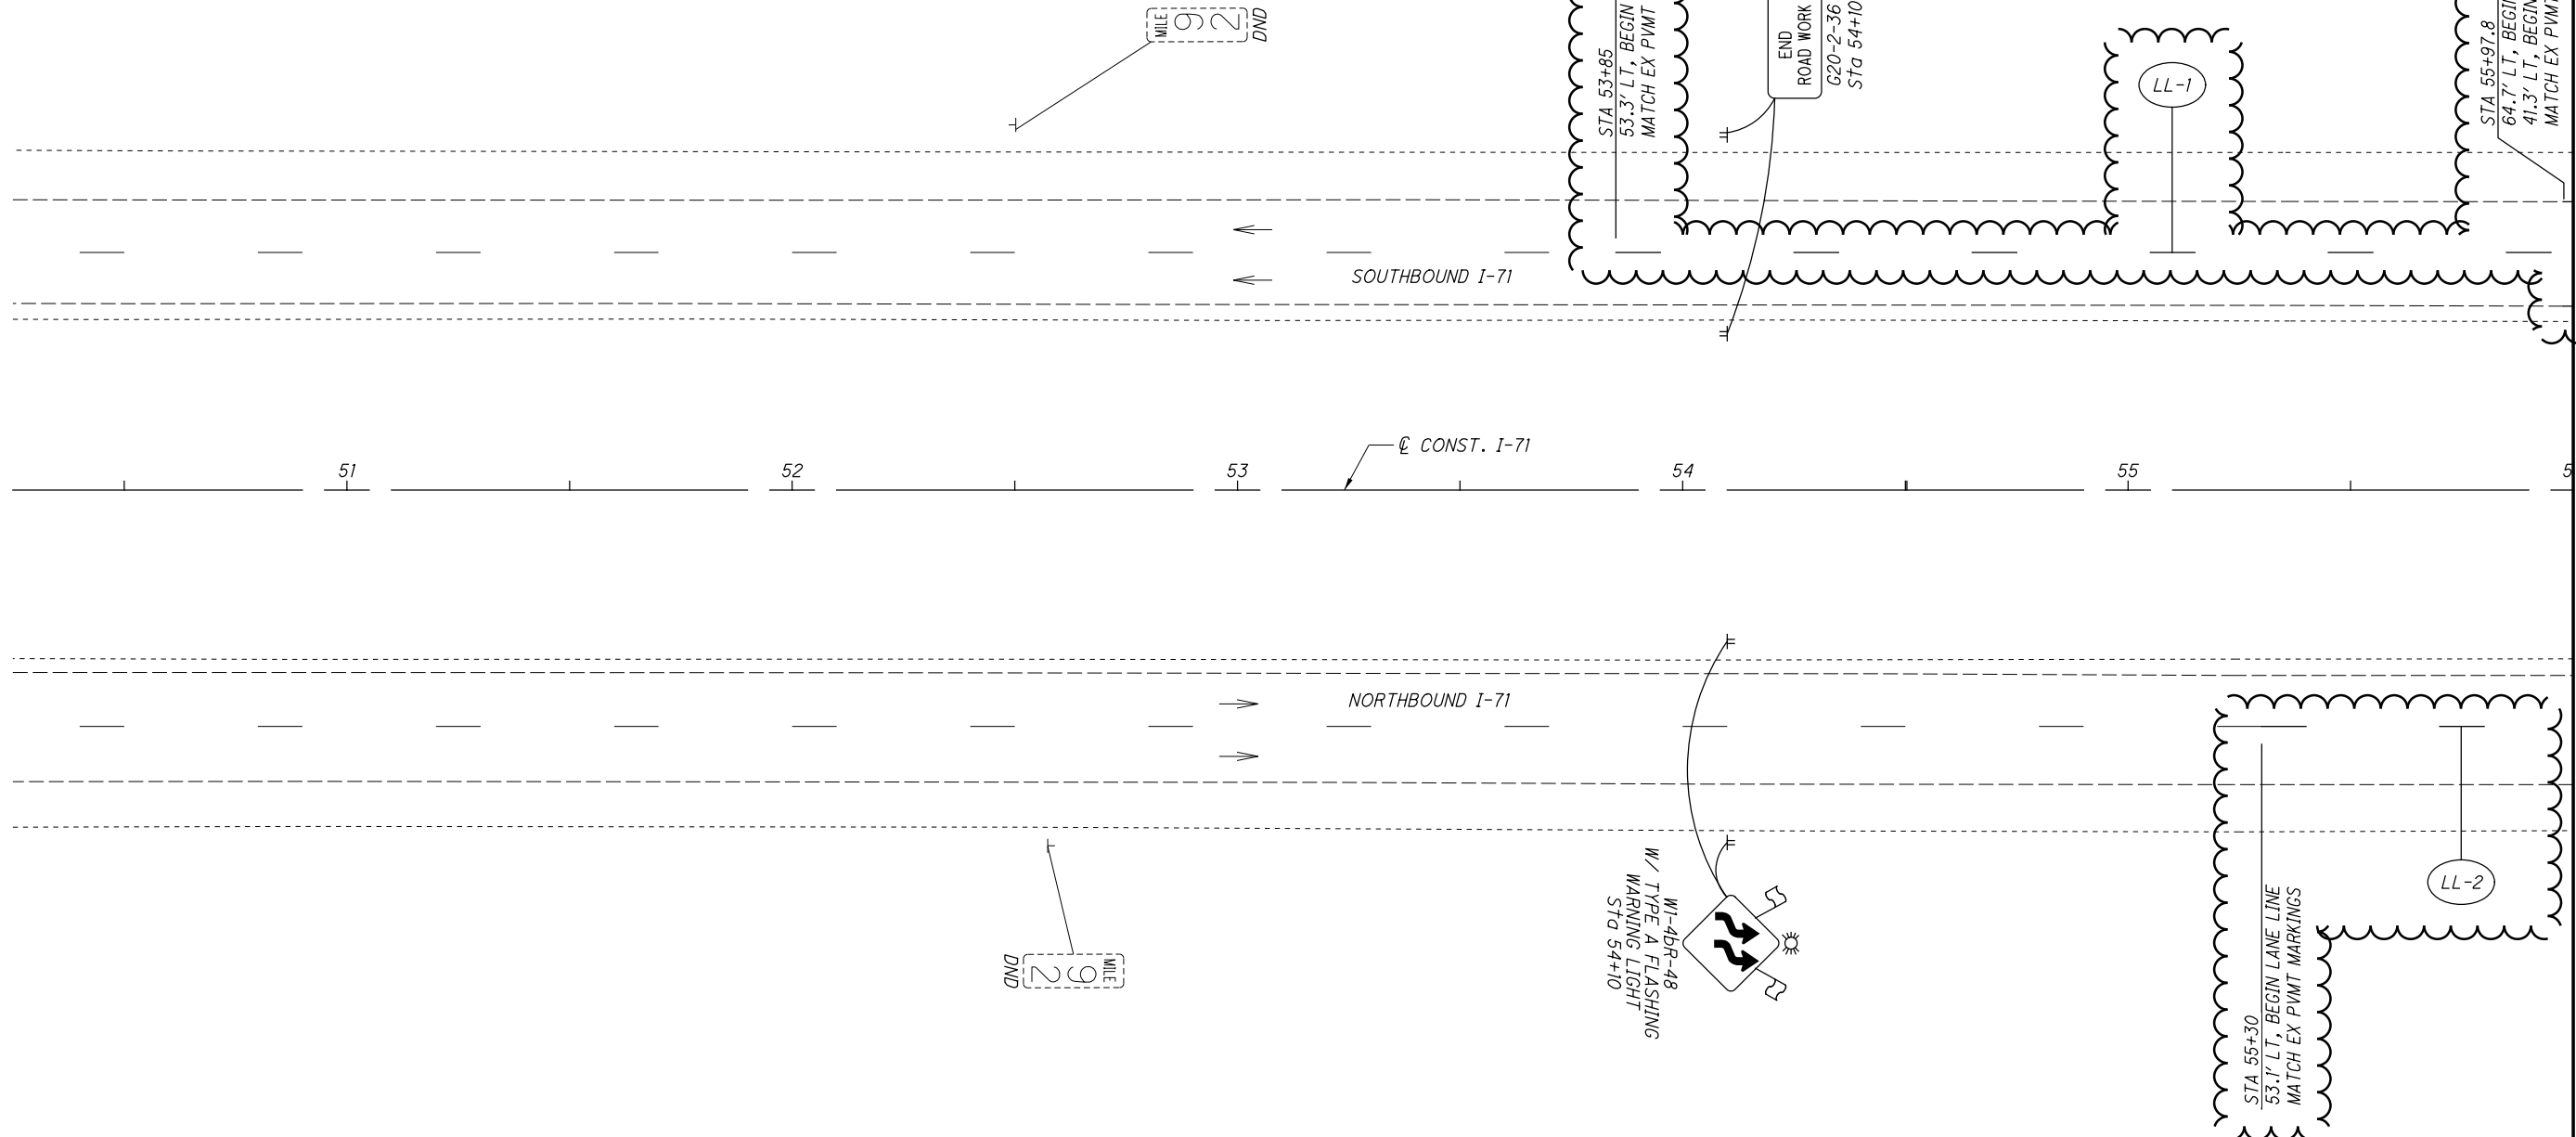 MILE
92
DND
STA 53+85
53.3' LT, BEGIN
MATCH EX PVMT
END
ROAD WORK
G20-2-36
Sta 54+10
LL-1
STA 55+97.8
64.7' LT, BEGIN
41.3' LT, BEGIN
MATCH EX PVMT
SOUTHBOUND I-71
℄ CONST. I-71
51
52
53
54
55
5
NORTHBOUND I-71
MILE
92
DND
W1-4bR-48
W/ TYPE A FLASHING
WARNING LIGHT
Sta 54+10
LL-2
STA 55+30
53.1' LT, BEGIN LANE LINE
MATCH EX PVMT MARKINGS